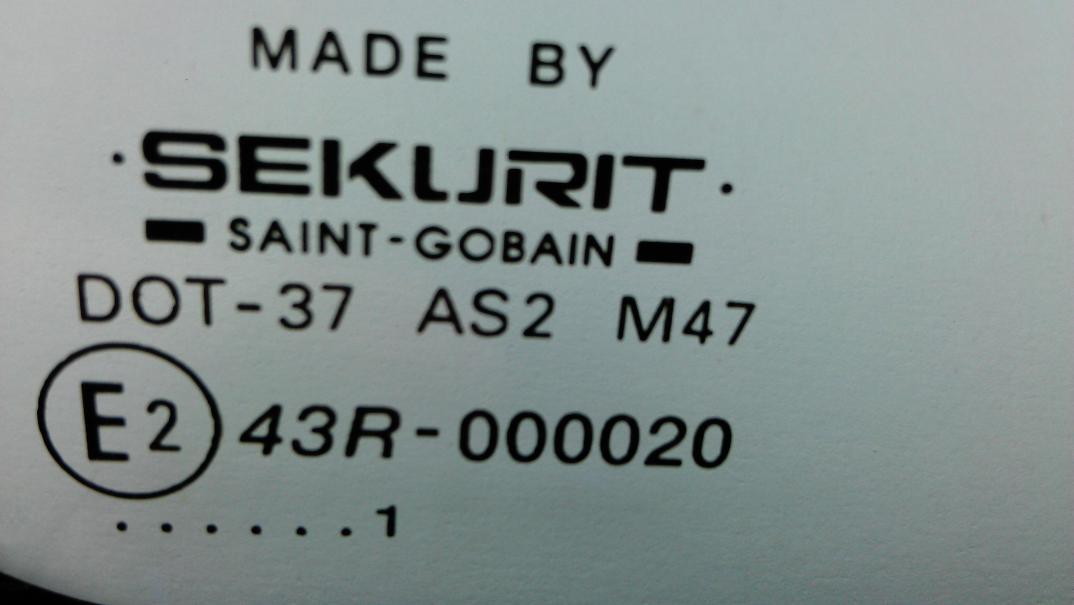 MADE BY
·SEKURIT·
SAINT-GOBAIN
DOT-37 AS2 M47
E2 43R-000020
......1